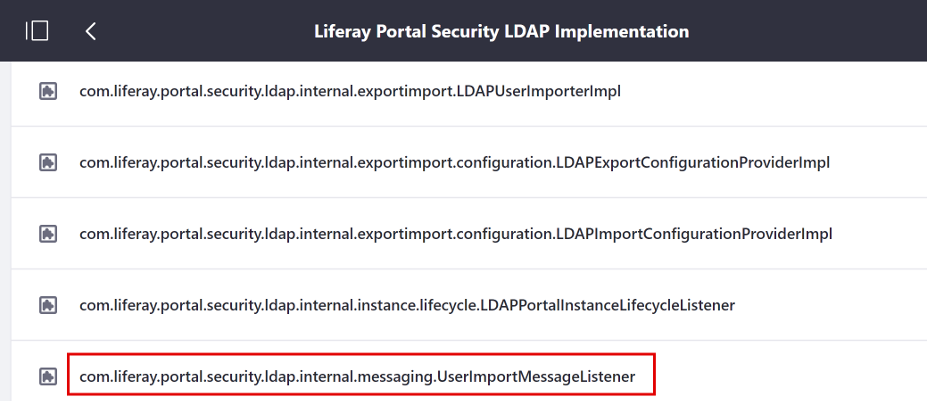 Liferay Portal Security LDAP Implementation
com.liferay.portal.security.ldap.internal.exportimport.LDAPUserImporterImpl
com.liferay.portal.security.ldap.internal.exportimport.configuration.LDAPExportConfigurationProviderImpl
com.liferay.portal.security.ldap.internal.exportimport.configuration.LDAPImportConfigurationProviderImpl
com.liferay.portal.security.ldap.internal.instance.lifecycle.LDAPPortalInstanceLifecycleListener
com.liferay.portal.security.ldap.internal.messaging.UserImportMessageListener